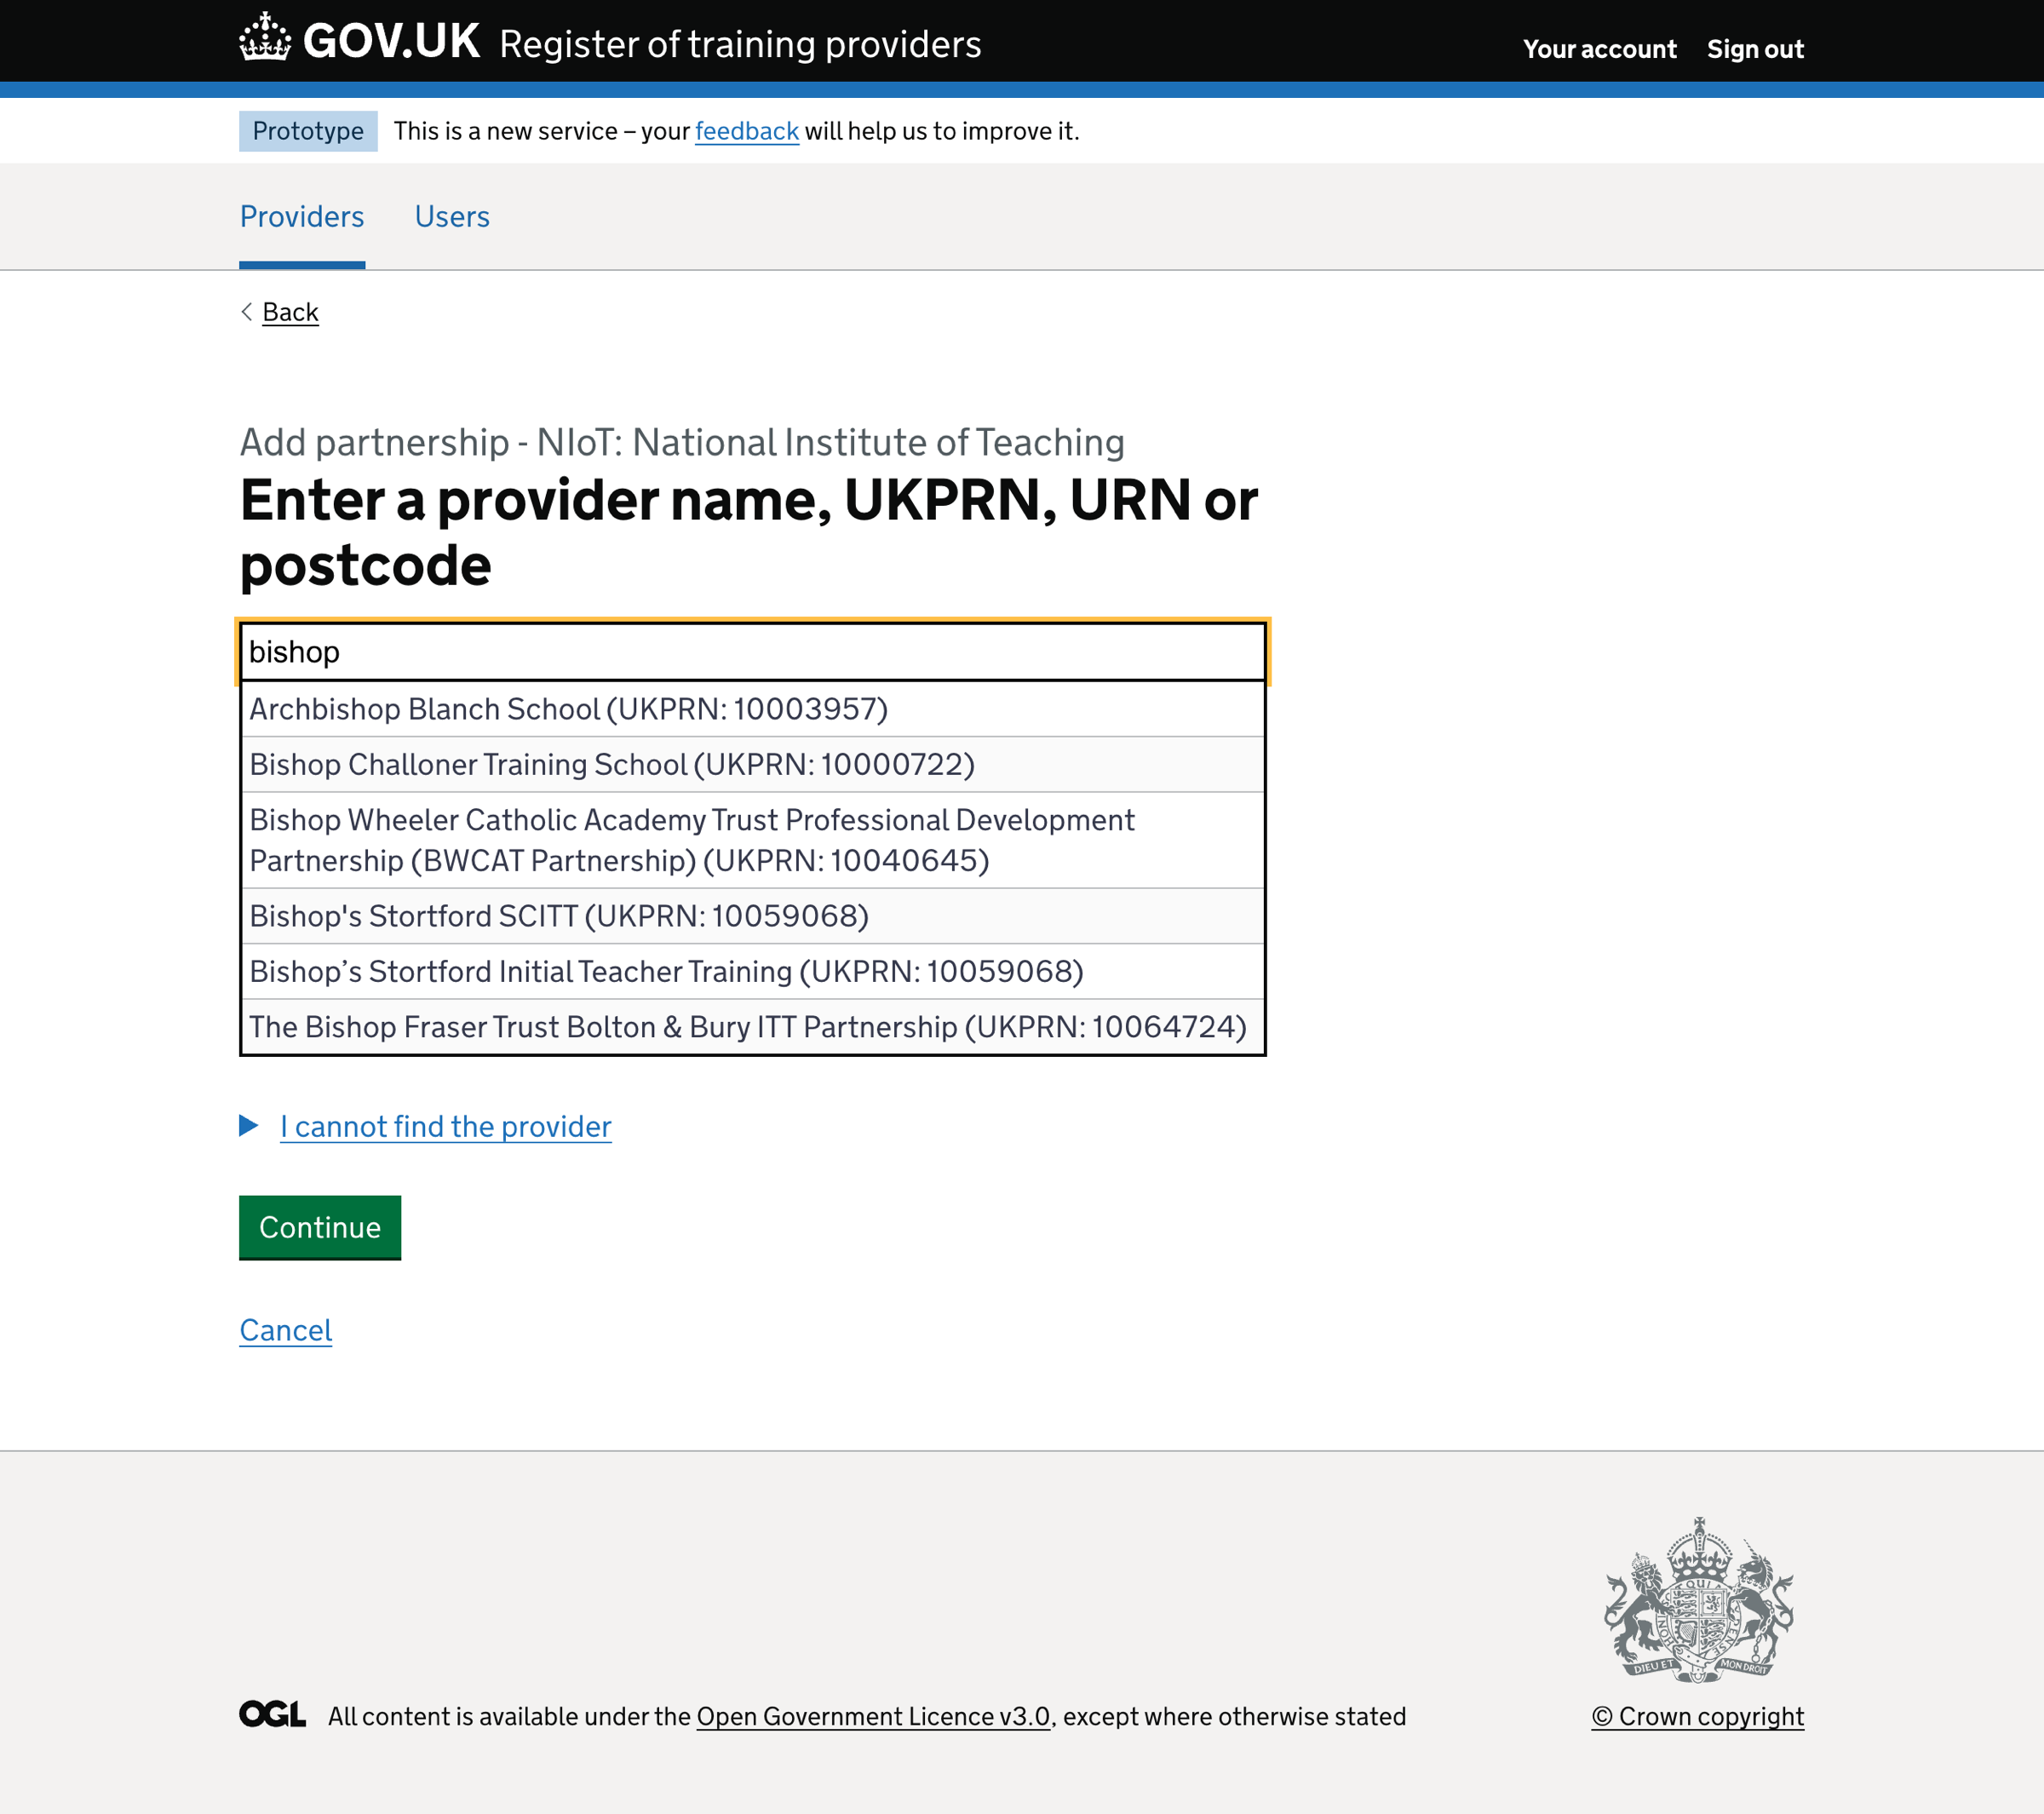 GOV.UK Register of training providers
Your account Sign out
Prototype This is a new service – your feedback will help us to improve it.
Providers Users
Back
Add partnership - NIoT: National Institute of Teaching
Enter a provider name, UKPRN, URN or
postcode
bishop
Archbishop Blanch School (UKPRN: 10003957)
Bishop Challoner Training School (UKPRN: 10000722)
Bishop Wheeler Catholic Academy Trust Professional Development
Partnership (BWCAT Partnership) (UKPRN: 10040645)
Bishop's Stortford SCITT (UKPRN: 10059068)
Bishop’s Stortford Initial Teacher Training (UKPRN: 10059068)
The Bishop Fraser Trust Bolton & Bury ITT Partnership (UKPRN: 10064724)
I cannot find the provider
Continue
Cancel
DIEU ET MON DROIT
OGL All content is available under the Open Government Licence v3.0, except where otherwise stated
© Crown copyright